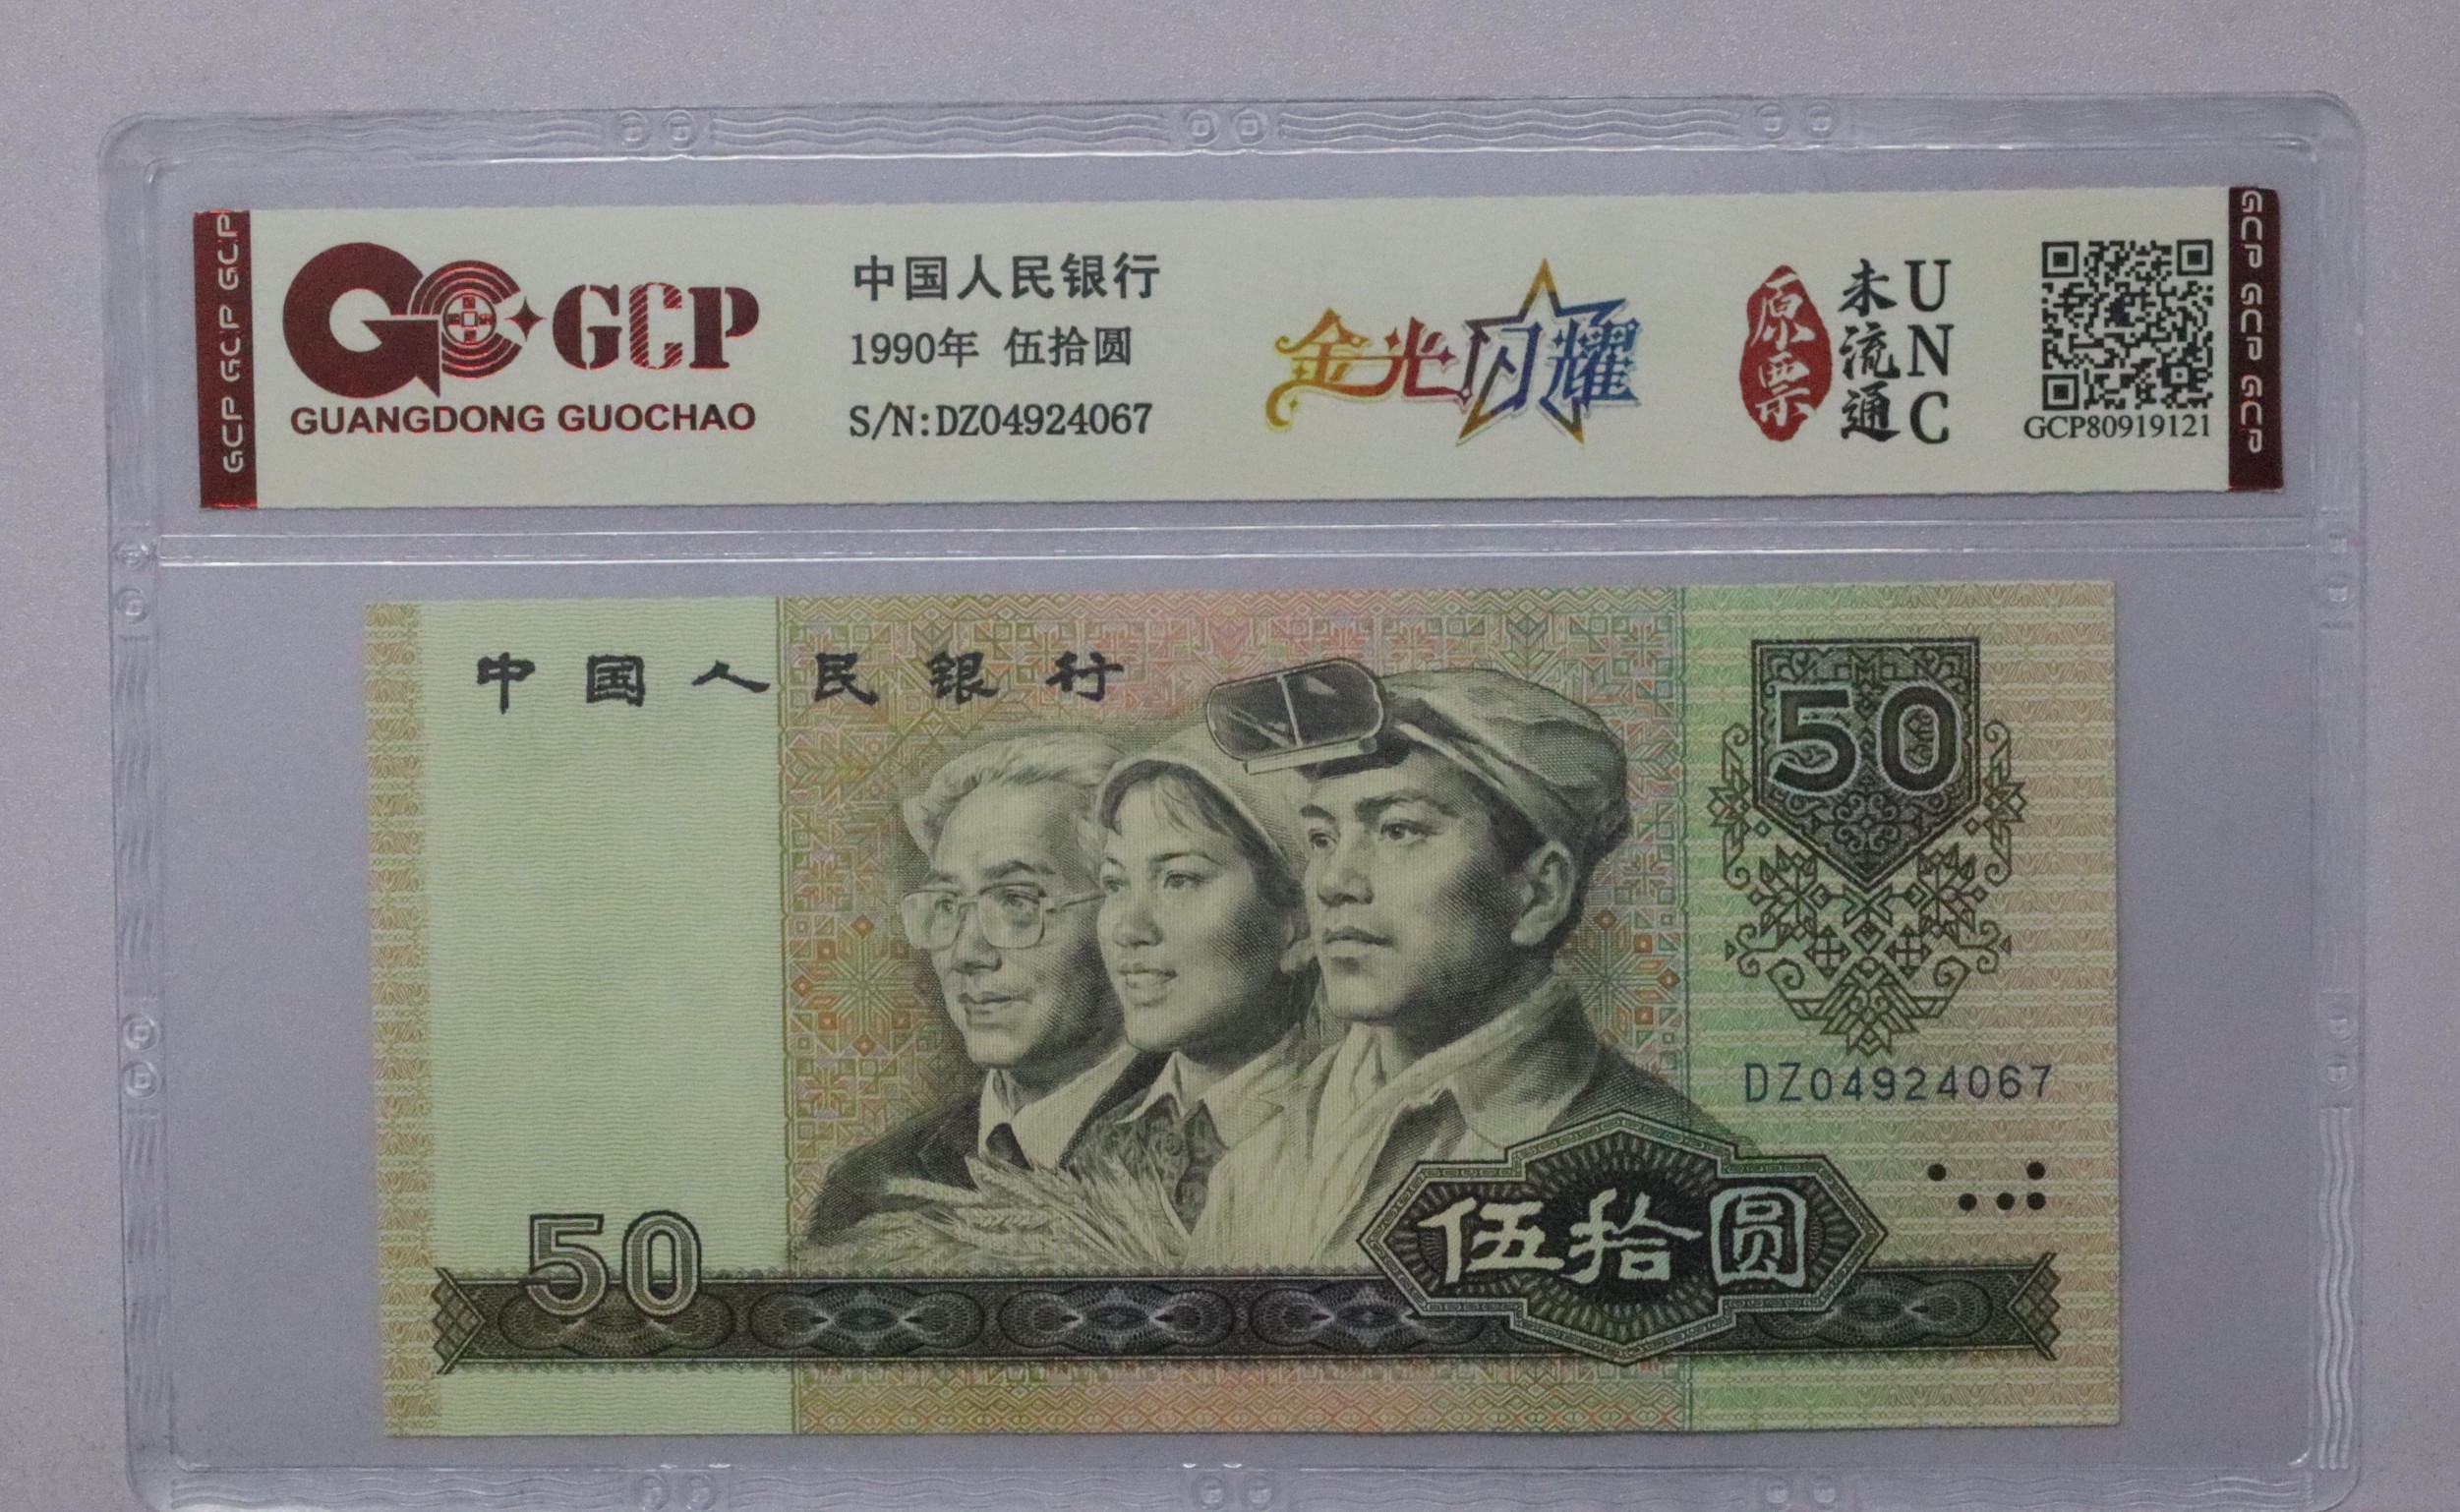 GCP GCP GCP
GCP
GUANGDONG GUOCHAO
中国人民银行
1990年 伍拾圆
S/N:DZ04924067
金光闪耀
原票
未流通
UNC
GCP80919121
GCP GCP GCP
中国人民银行
50
DZ04924067
伍拾圆
50